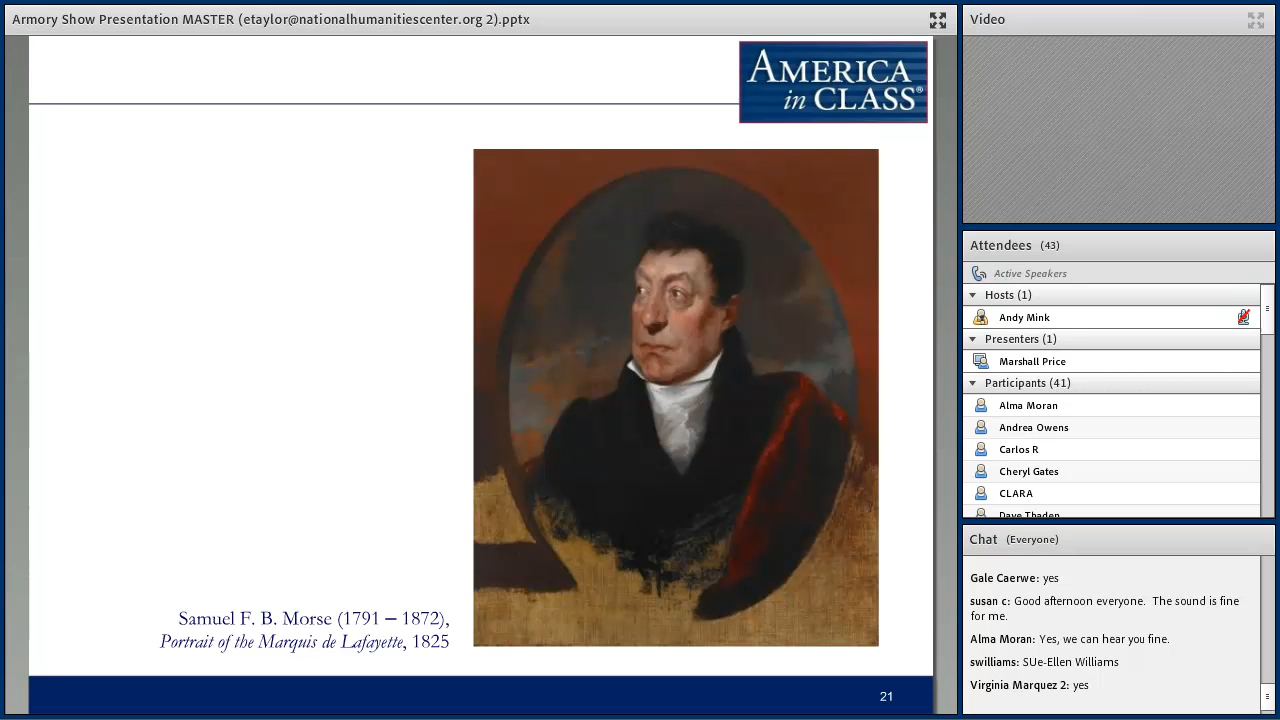 Armory Show Presentation MASTER (etaylor@nationalhumanitiescenter.org 2).pptx
AMERICA
in CLASS®
Samuel F. B. Morse (1791 – 1872),
Portrait of the Marquis de Lafayette, 1825
21
Video
Attendees (43)
Active Speakers
Hosts (1)
Andy Mink
Presenters (1)
Marshall Price
Participants (41)
Alma Moran
Andrea Owens
Carlos R
Cheryl Gates
CLARA
Dave Thaden
Chat (Everyone)
Gale Caerwe: yes
susan c: Good afternoon everyone. The sound is fine
for me.
Alma Moran: Yes, we can hear you fine.
swilliams: SUe-Ellen Williams
Virginia Marquez 2: yes